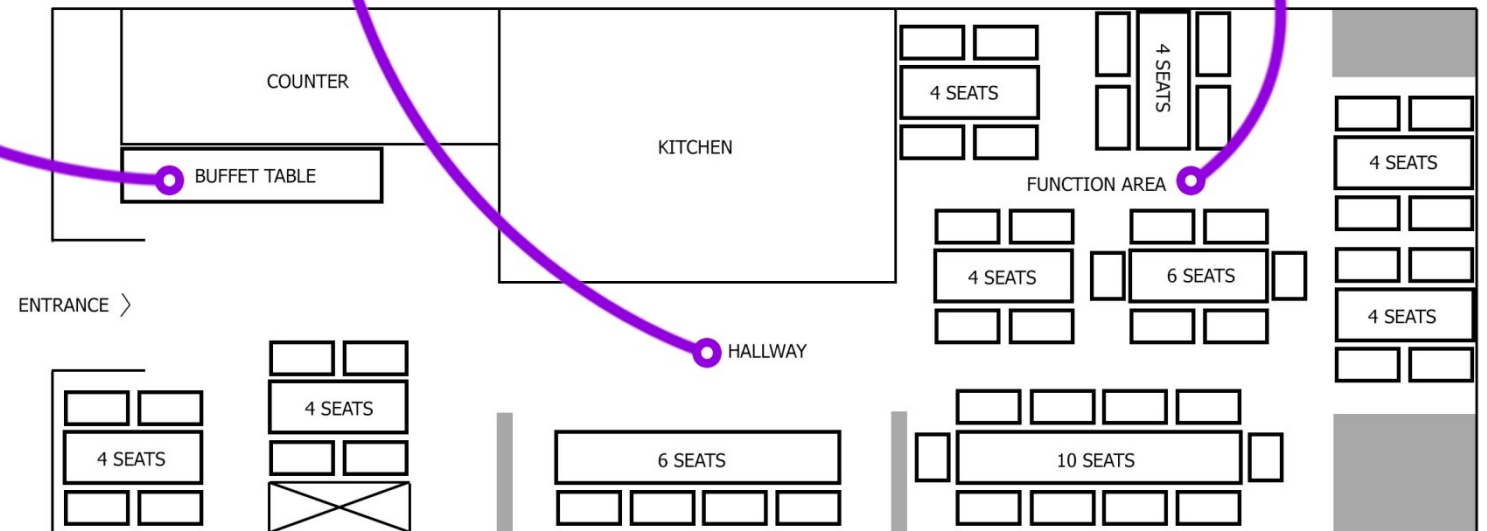 COUNTER
4 SEATS
4 SEATS
KITCHEN
4 SEATS
BUFFET TABLE
FUNCTION AREA
4 SEATS
6 SEATS
ENTRANCE
4 SEATS
HALLWAY
4 SEATS
4 SEATS
6 SEATS
10 SEATS